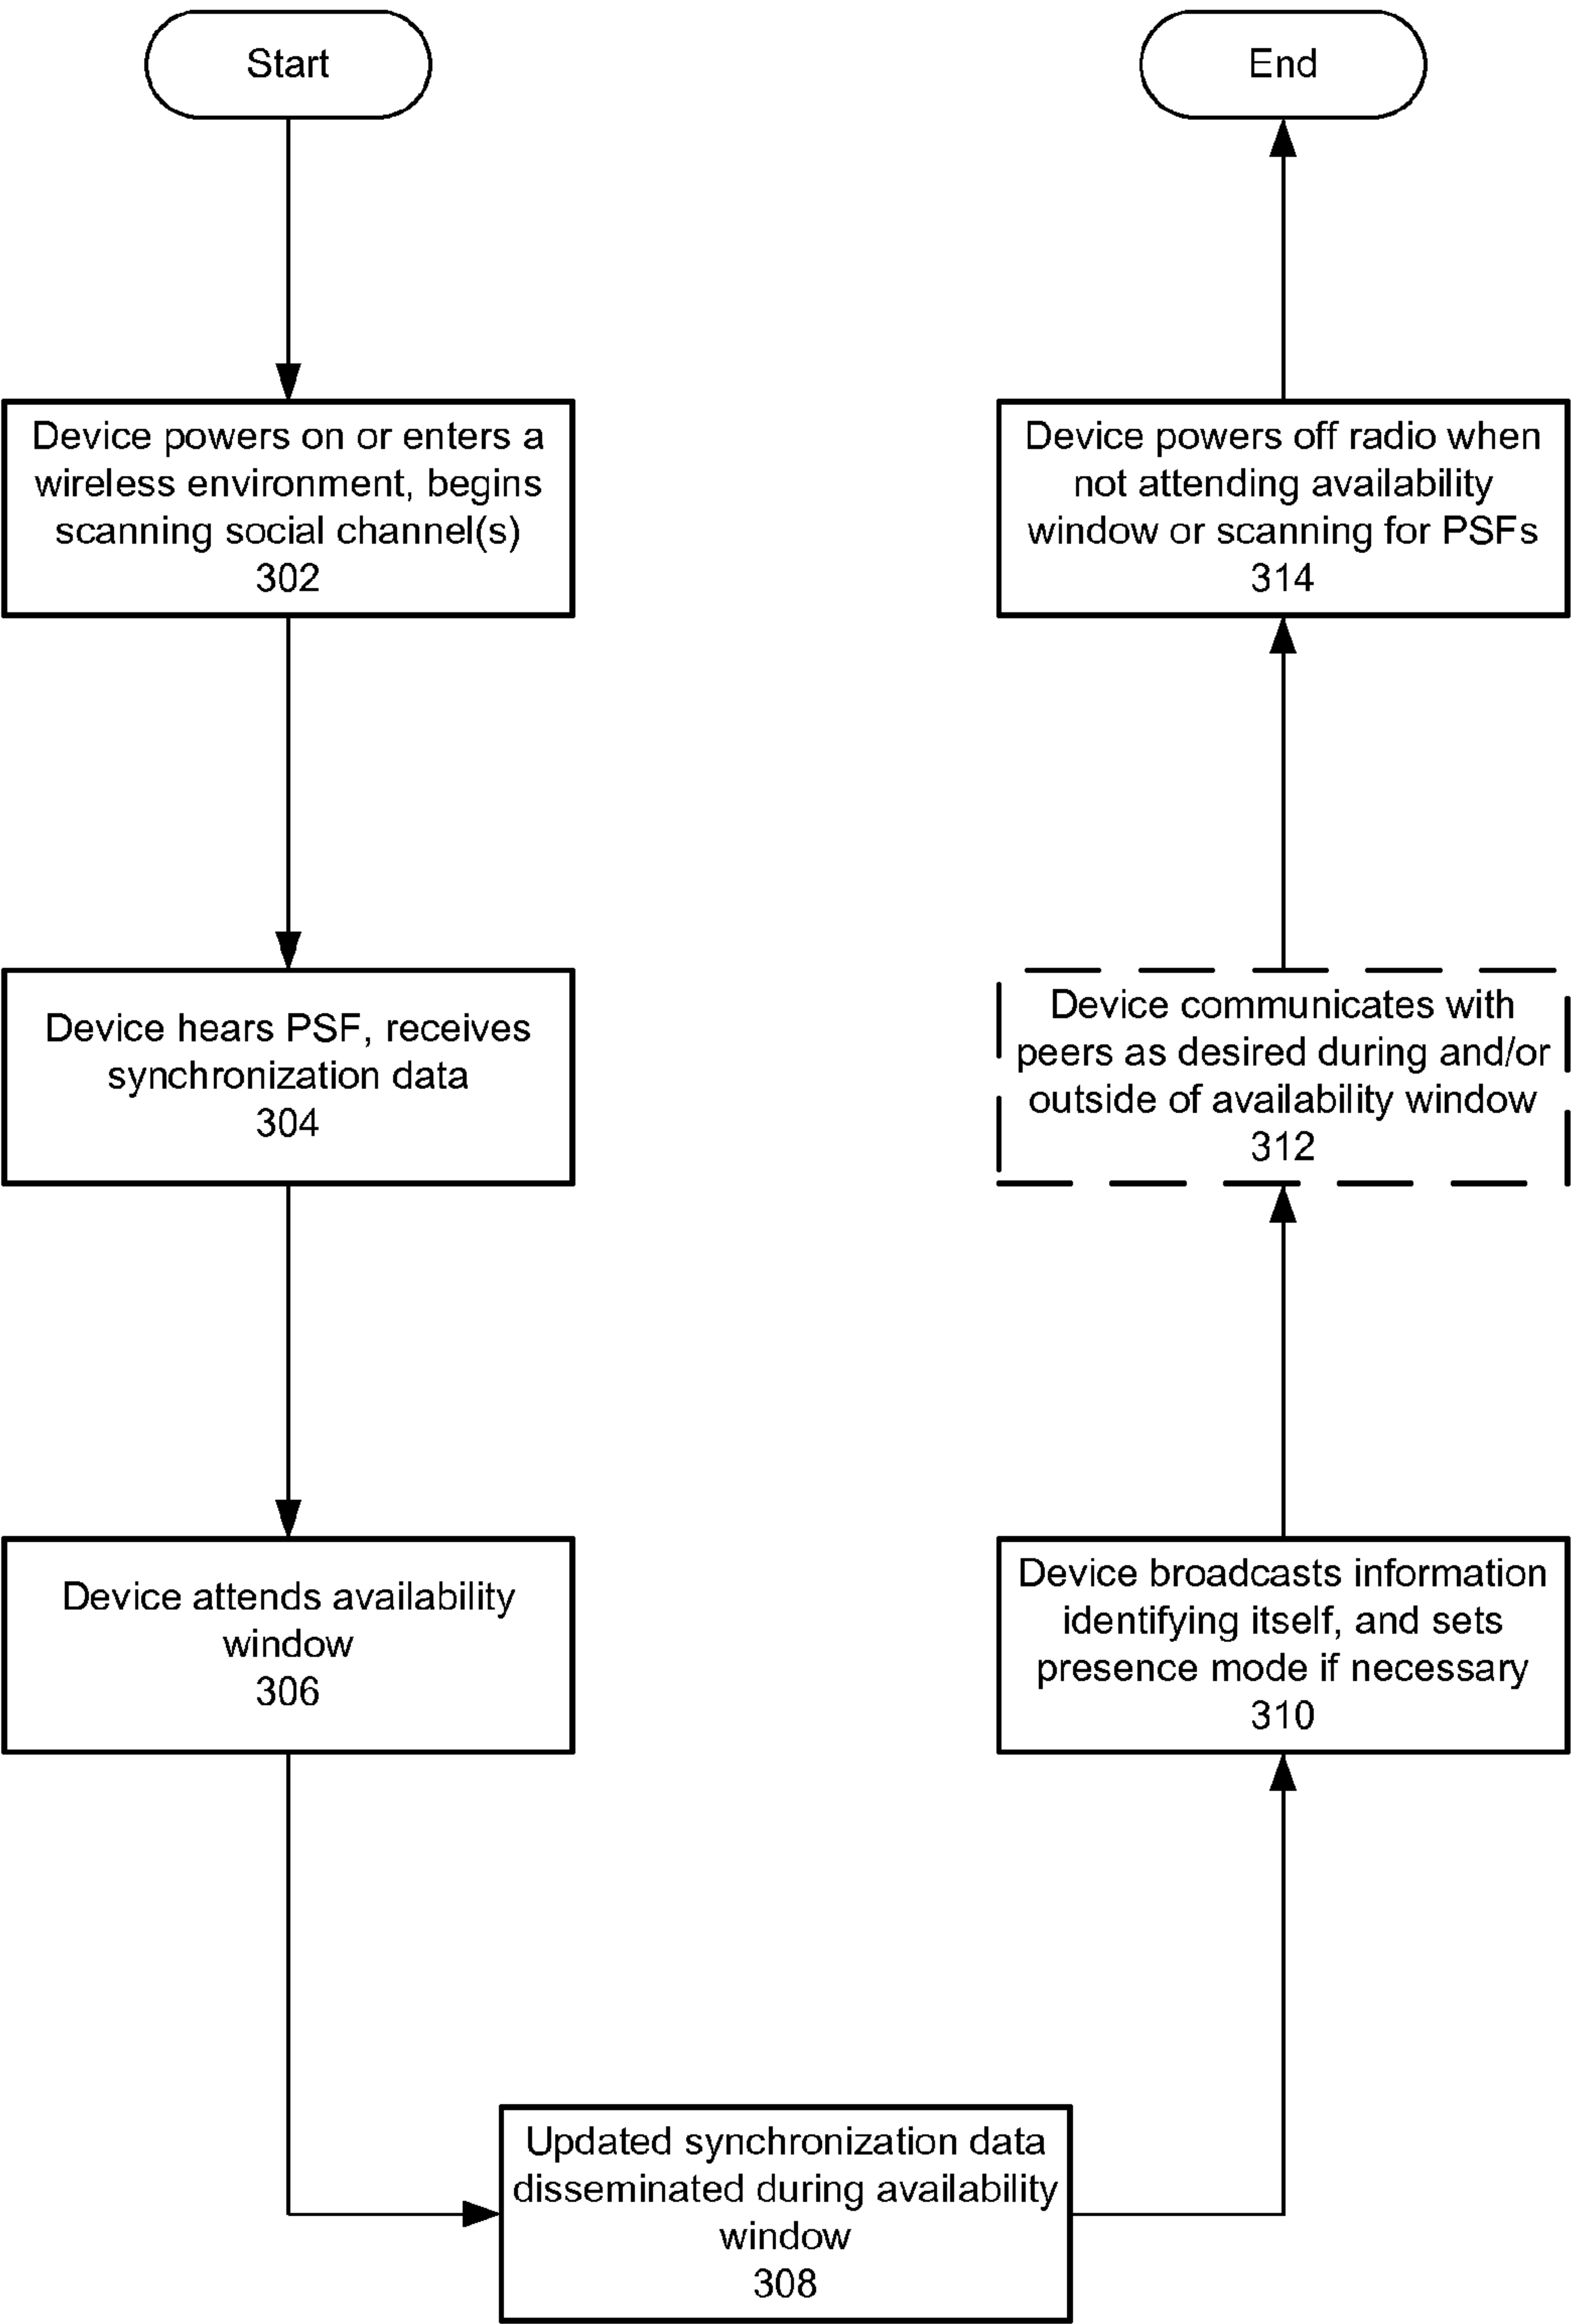 Start
Device powers on or enters a
wireless environment, begins
scanning social channel(s)
302
Device hears PSF, receives
synchronization data
304
Device attends availability
window
306
Updated synchronization data
disseminated during availability
window
308
Device broadcasts information
identifying itself, and sets
presence mode if necessary
310
Device communicates with
peers as desired during and/or
outside of availability window
312
Device powers off radio when
not attending availability
window or scanning for PSFs
314
End